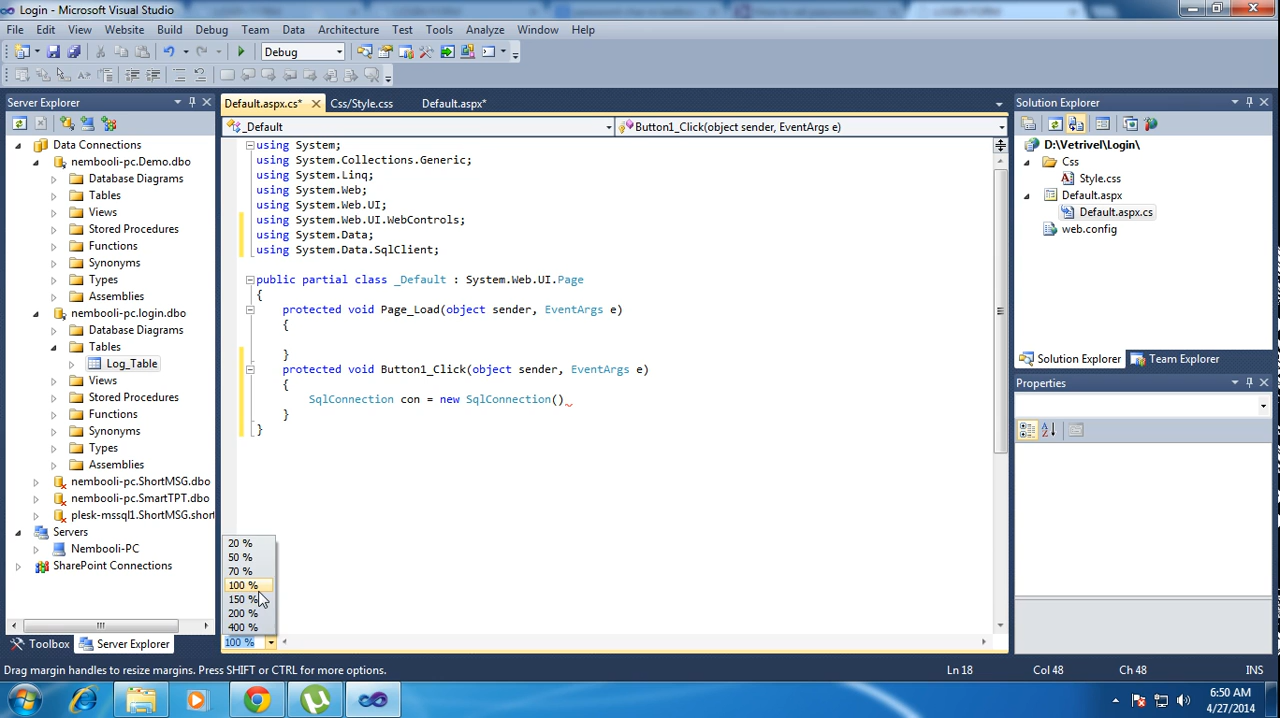 Login - Microsoft Visual Studio
File Edit View Website Build Debug Team Data Architecture Test Tools Analyze Window Help
Debug
Server Explorer
Default.aspx.cs* Css/Style.css Default.aspx*
Solution Explorer
_Default
Button1_Click(object sender, EventArgs e)
Data Connections
nembooli-pc.Demo.dbo
Database Diagrams
Tables
Views
Stored Procedures
Functions
Synonyms
Types
Assemblies
nembooli-pc.login.dbo
Database Diagrams
Tables
Log_Table
Views
Stored Procedures
Functions
Synonyms
Types
Assemblies
nembooli-pc.ShortMSG.dbo
nembooli-pc.SmartTPT.dbo
plesk-mssql1.ShortMSG.short
Servers
Nembooli-PC
SharePoint Connections
Toolbox Server Explorer
using System;
using System.Collections.Generic;
using System.Linq;
using System.Web;
using System.Web.UI;
using System.Web.UI.WebControls;
using System.Data;
using System.Data.SqlClient;
public partial class _Default : System.Web.UI.Page
{
protected void Page_Load(object sender, EventArgs e)
{
}
protected void Button1_Click(object sender, EventArgs e)
{
SqlConnection con = new SqlConnection()
}
}
20 %
50 %
70 %
100 %
150 %
200 %
400 %
100 %
D:\Vetrivel\Login\
Css
Style.css
Default.aspx
Default.aspx.cs
web.config
Solution Explorer Team Explorer
Properties
Drag margin handles to resize margins. Press SHIFT or CTRL for more options.
Ln 18 Col 48 Ch 48 INS
6:50 AM
4/27/2014